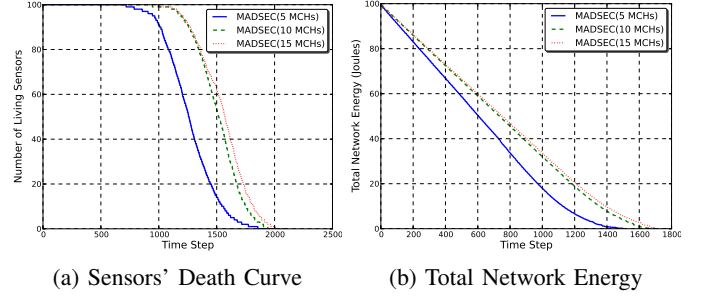 MADSEC(5 MCHs)
MADSEC(10 MCHs)
MADSEC(15 MCHs)
Number of Living Sensors
100
80
60
40
20
0
0 500 1000 1500 2000 2500
Time Step
(a) Sensors' Death Curve
MADSEC(5 MCHs)
MADSEC(10 MCHs)
MADSEC(15 MCHs)
Total Network Energy (Joules)
100
80
60
40
20
0
0 200 400 600 800 1000 1200 1400 1600 1800
Time Step
(b) Total Network Energy